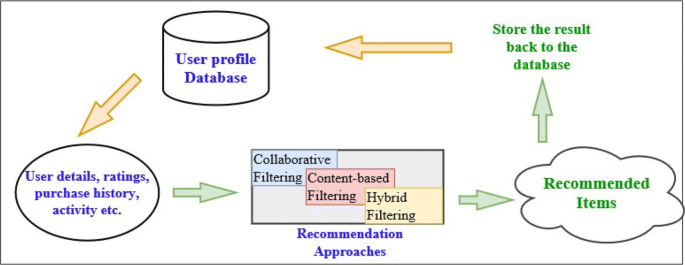 User profile
Database
Store the result
back to the
database
User details, ratings,
purchase history,
activity etc.
Collaborative
Filtering
Content-based
Filtering
Hybrid
Filtering
Recommendation
Approaches
Recommended
Items